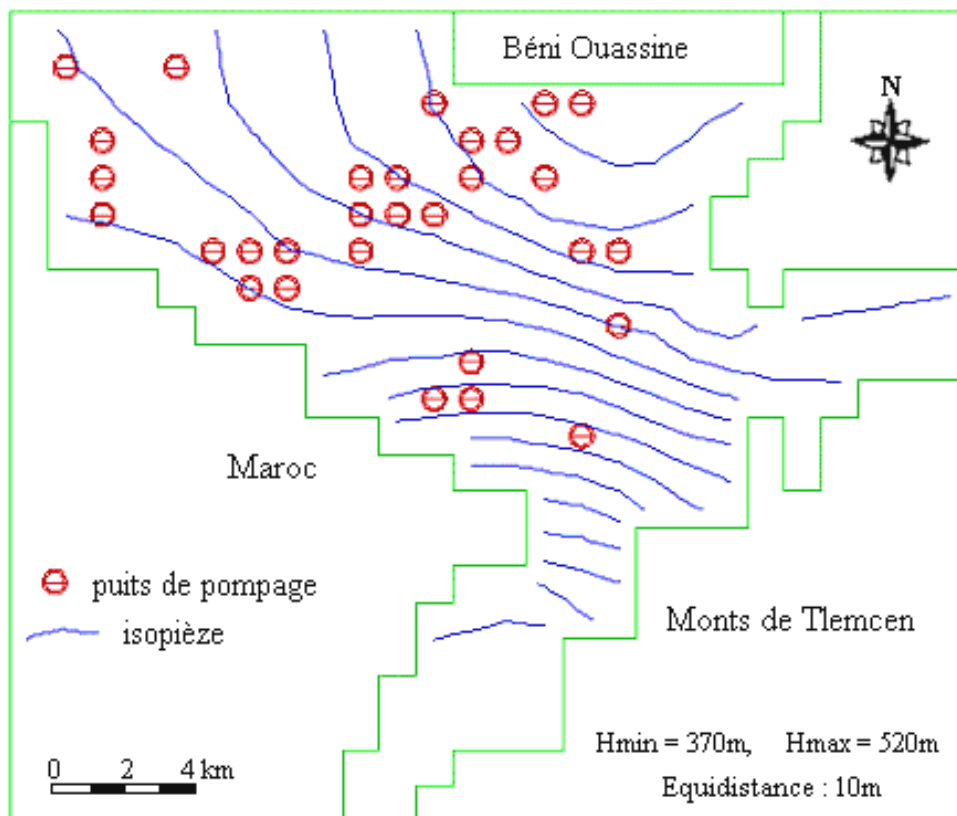 Béni Ouassine
N
Maroc
puits de pompage
isopièze
Monts de Tlemcen
Hmin = 370m, Hmax = 520m
0 2 4 km
Equidistance : 10m